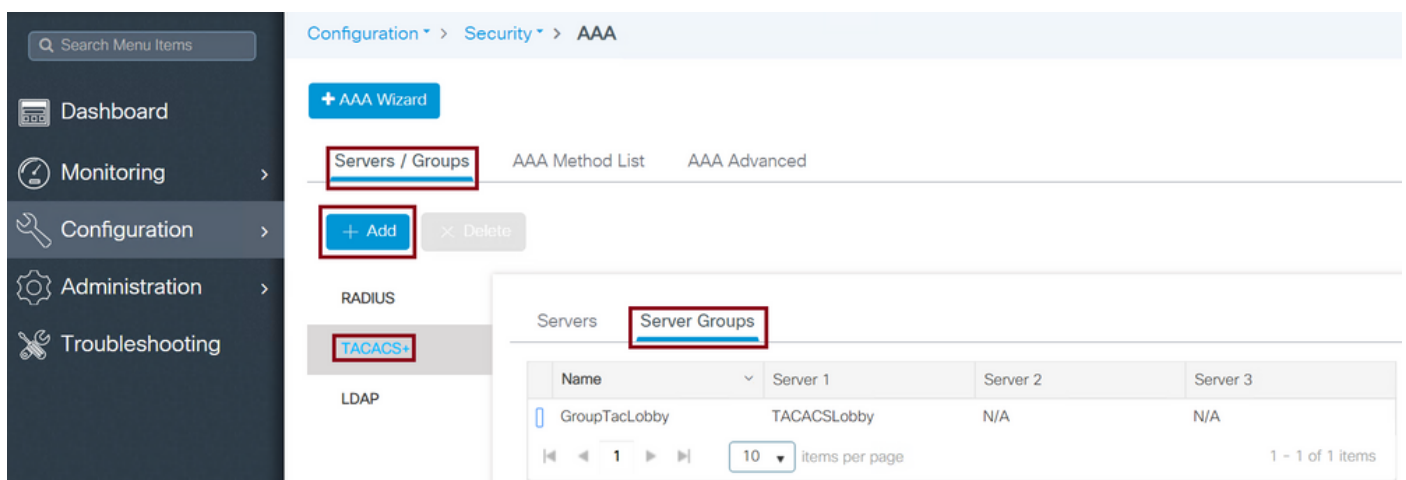 Search Menu Items
Dashboard
Monitoring
Configuration
Administration
Troubleshooting
Configuration > Security > AAA
+ AAA Wizard
Servers / Groups AAA Method List AAA Advanced
+ Add × Delete
RADIUS
TACACS+
LDAP
Servers Server Groups
Name Server 1 Server 2 Server 3
GroupTacLobby TACACSLobby N/A N/A
1 10 items per page 1 - 1 of 1 items